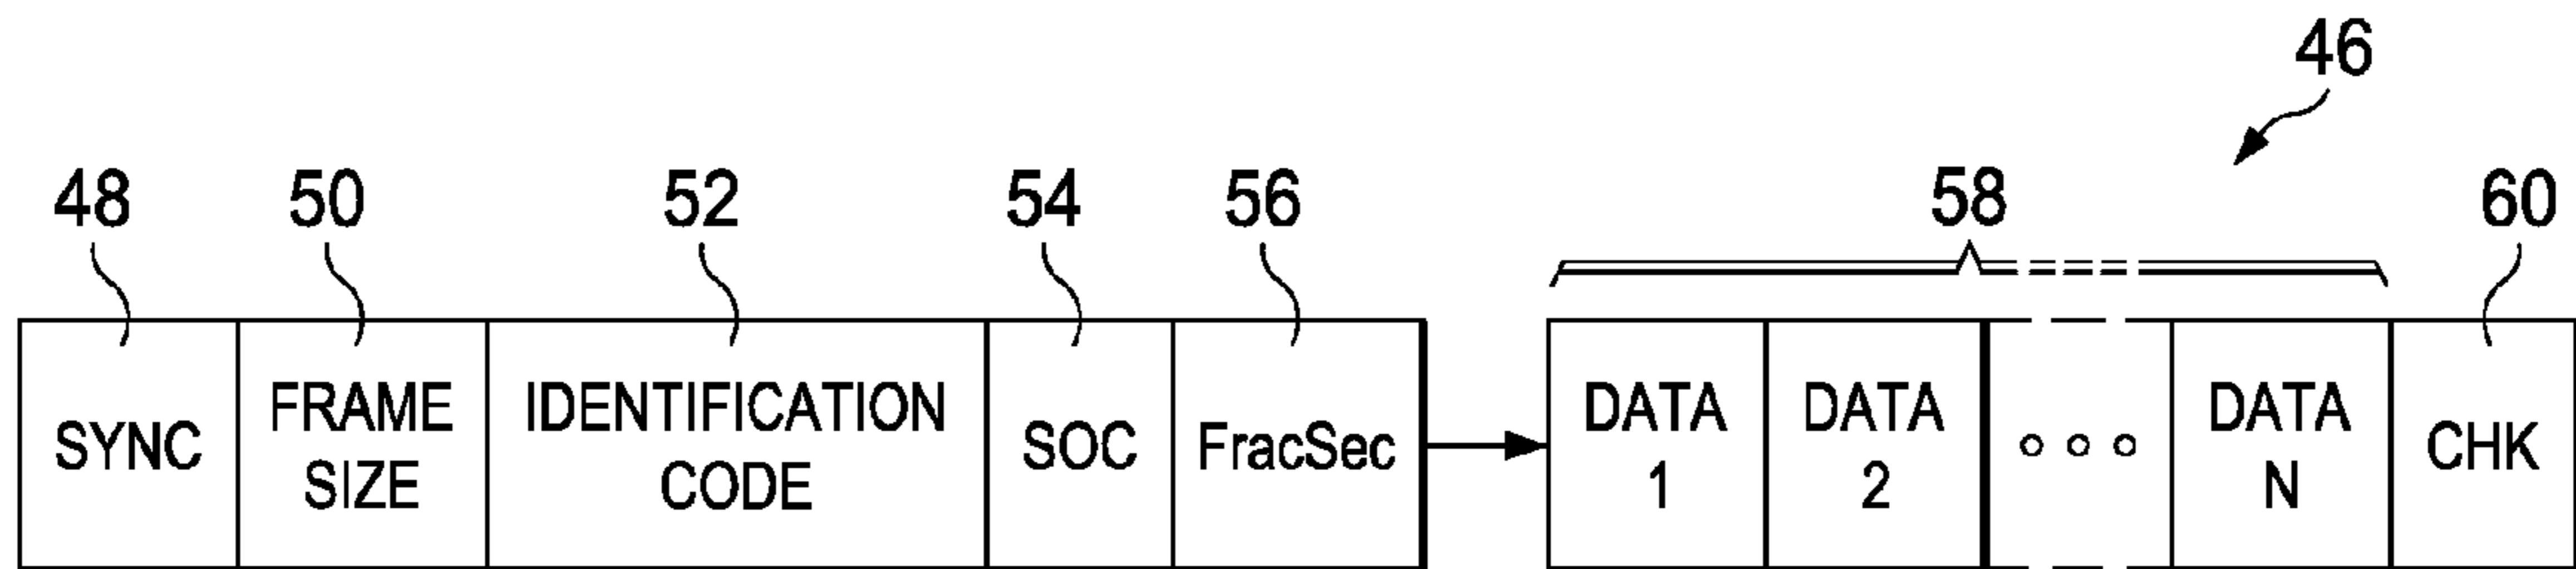 46
48
50
52
54
56
58
60
SYNC
FRAME
SIZE
IDENTIFICATION
CODE
SOC
FracSec
DATA
1
DATA
2
DATA
N
CHK